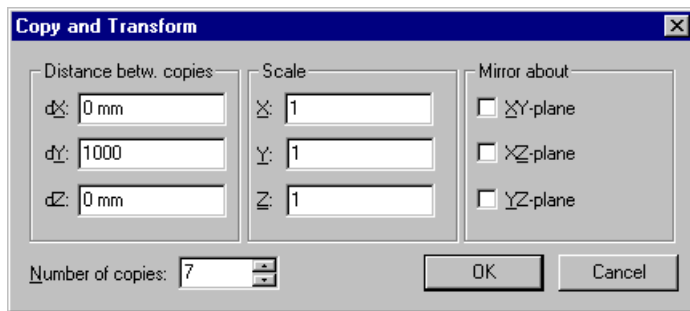 Copy and Transform
Distance betw. copies
dX: 0 mm
dY: 1000
dZ: 0 mm
Scale
X: 1
Y: 1
Z: 1
Mirror about
XY-plane
XZ-plane
YZ-plane
Number of copies: 7
OK
Cancel